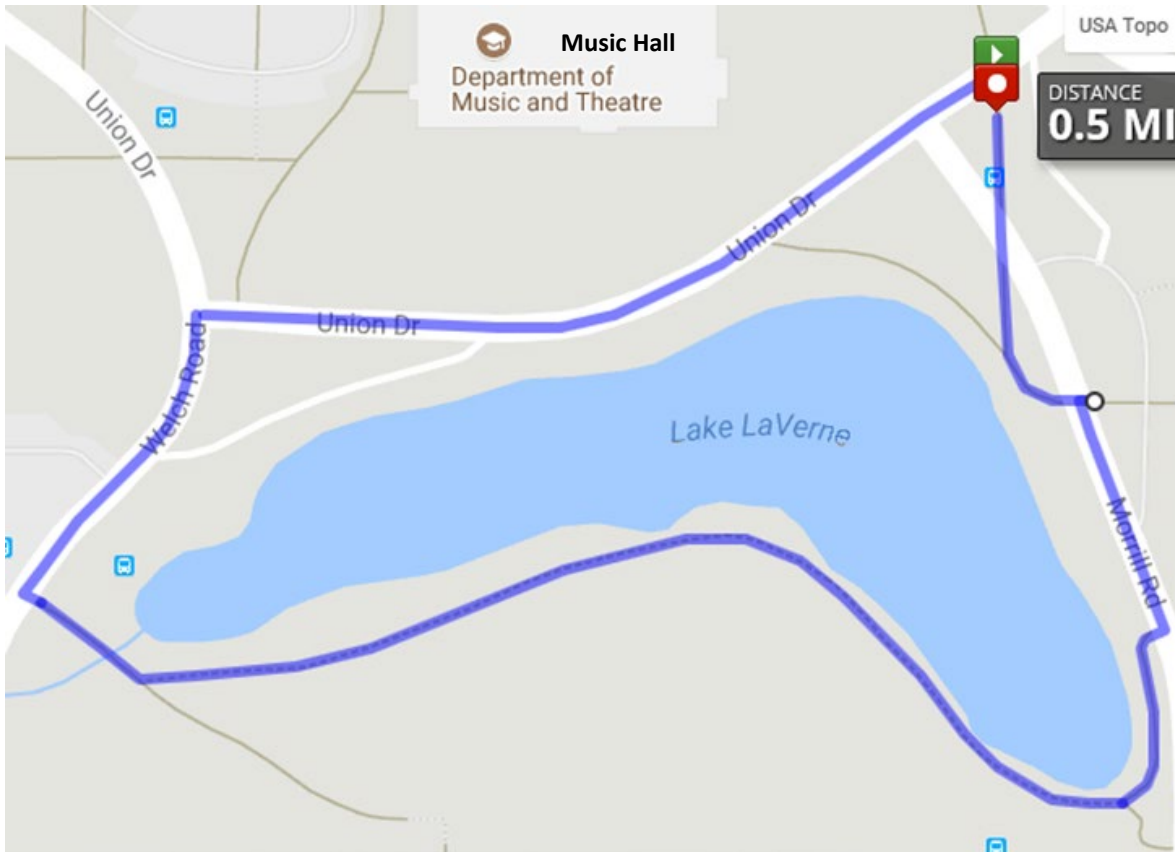 Music Hall
Department of
Music and Theatre
USA Topo
DISTANCE
0.5 MI
Union Dr
Union Dr
Union Dr
Welch Road
Lake LaVerne
Morrill Rd